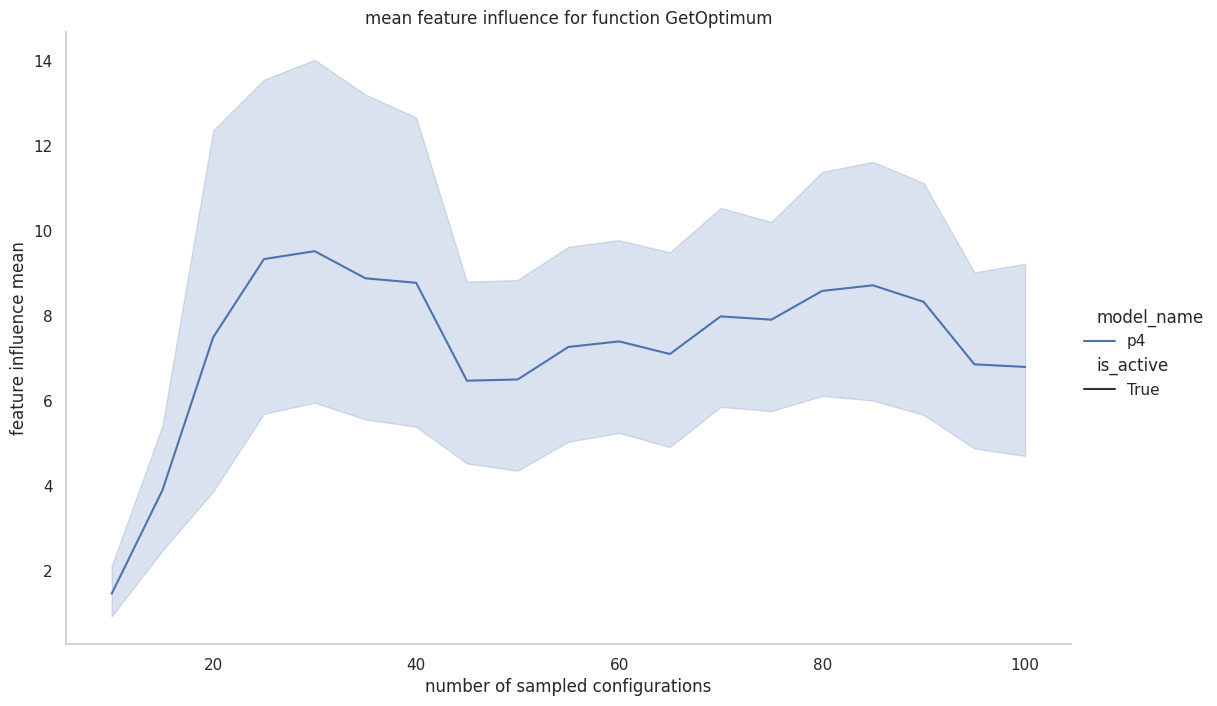 mean feature influence for function GetOptimum
14
12
10
8
6
4
2
feature influence mean
20
40
60
80
100
number of sampled configurations
model_name
p4
is_active
True